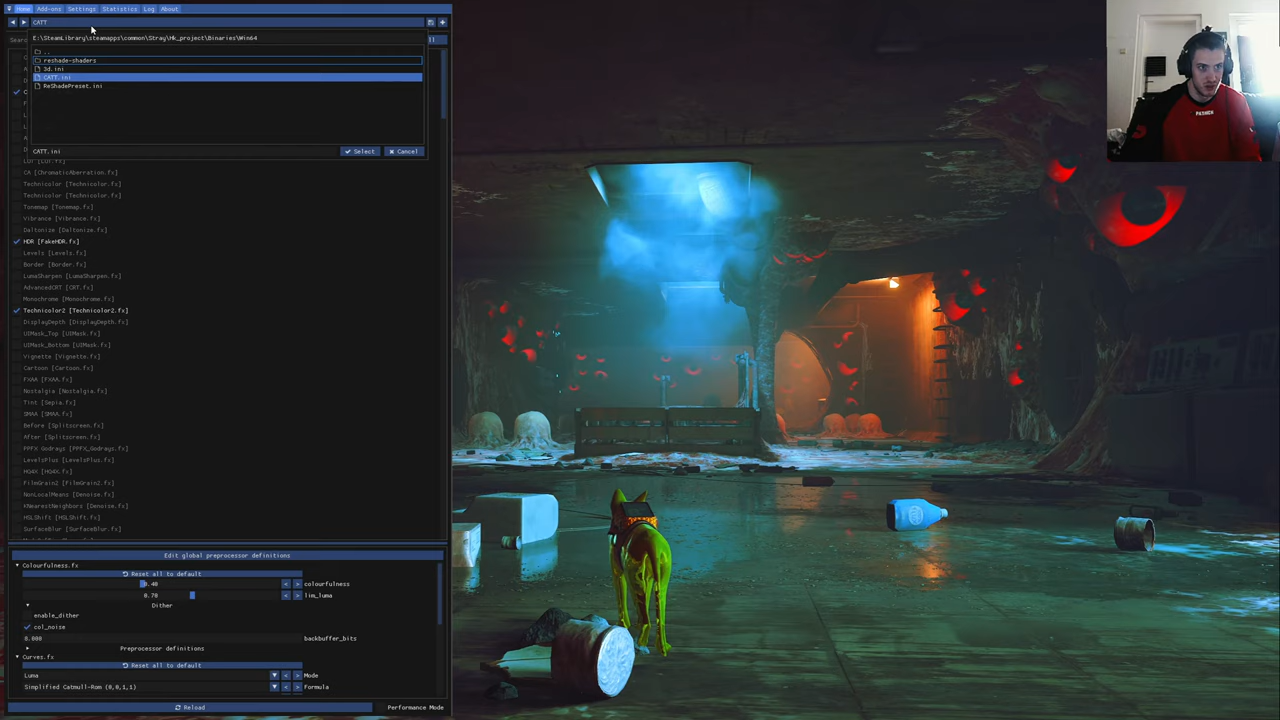 Home Add-ons Settings Statistics Log About
CATT
E:\SteamLibrary\steamapps\common\Stray\Hk_project\Binaries\Win64
..
reshade-shaders
3d.ini
CATT.ini
ReShadePreset.ini
CATT.ini
Select Cancel
CA [ChromaticAberration.fx]
Technicolor [Technicolor.fx]
Technicolor [Technicolor.fx]
Tonemap [Tonemap.fx]
Vibrance [Vibrance.fx]
Daltonize [Daltonize.fx]
HDR [FakeHDR.fx]
Levels [Levels.fx]
Border [Border.fx]
LumaSharpen [LumaSharpen.fx]
AdvancedCRT [CRT.fx]
Monochrome [Monochrome.fx]
Technicolor2 [Technicolor2.fx]
DisplayDepth [DisplayDepth.fx]
UIMask_Top [UIMask.fx]
UIMask_Bottom [UIMask.fx]
Vignette [Vignette.fx]
Cartoon [Cartoon.fx]
FXAA [FXAA.fx]
Nostalgia [Nostalgia.fx]
Tint [Sepia.fx]
SMAA [SMAA.fx]
Before [Splitscreen.fx]
After [Splitscreen.fx]
PPFX Godrays [PPFX_Godrays.fx]
LevelsPlus [LevelsPlus.fx]
HQ4X [HQ4X.fx]
FilmGrain2 [FilmGrain2.fx]
NonLocalMeans [Denoise.fx]
KNearestNeighbors [Denoise.fx]
HSLShift [HSLShift.fx]
SurfaceBlur [SurfaceBlur.fx]
Edit global preprocessor definitions
Colourfulness.fx
Reset all to default
0.40 < > colourfulness
0.70 < > lim_luma
Dither
enable_dither
col_noise
8.000 backbuffer_bits
Preprocessor definitions
Curves.fx
Reset all to default
Luma < > Mode
Simplified Catmull-Rom (0,0,1,1) < > Formula
Reload Performance Mode